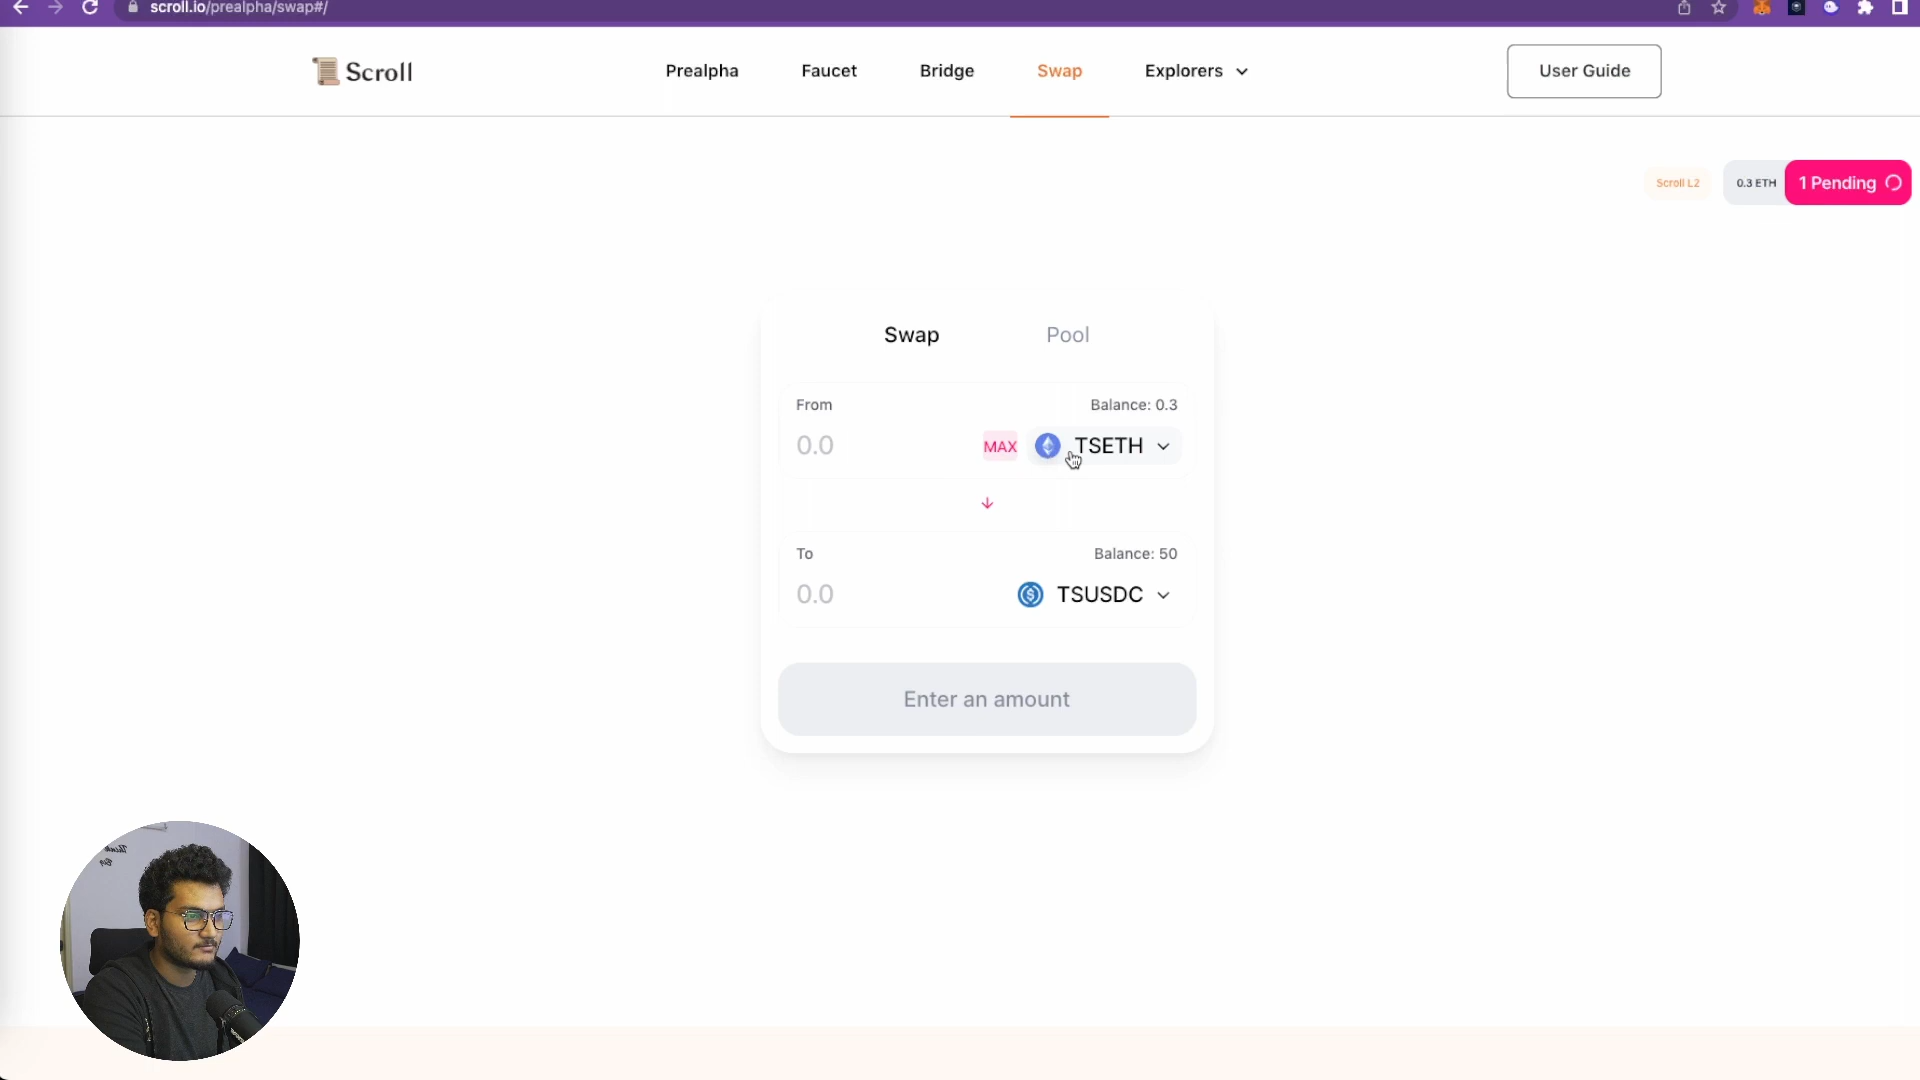 scroll.io/prealpha/swap#/
Scroll
Prealpha
Faucet
Bridge
Swap
Explorers
User Guide
Scroll L2
0.3 ETH
1 Pending
Swap
Pool
From
Balance: 0.3
0.0
MAX
TSETH
To
Balance: 50
0.0
TSUSDC
Enter an amount